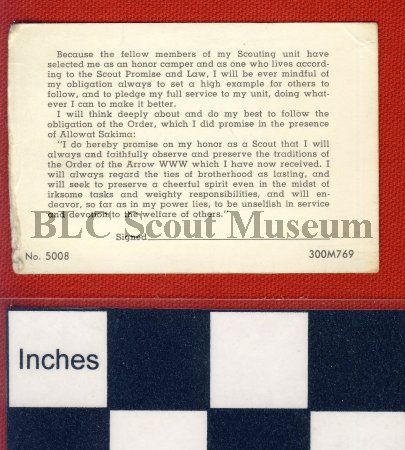 Because the fellow members of my Scouting unit have
selected me as an honor camper and as one who lives accord-
ing to the Scout Promise and Law, I will be ever mindful of
my obligation always to set a high example for others to
follow, and to pledge my full service to my unit, doing what-
ever I can to make it better.
I will think deeply about and do my best to follow the
obligation of the Order, which I did promise in the presence
of Allowat Sakima:
"I do hereby promise on my honor as a Scout that I will
always and faithfully observe and preserve the traditions of
the Order of the Arrow WWW which I have now received. I
will always regard the ties of brotherhood as lasting, and
will seek to preserve a cheerful spirit even in the midst of
irksome tasks and weighty responsibilities, and will en-
deavor, so far as in my power lies, to be unselfish in service
and devotion to the welfare of others."
BLC Scout Museum
Signed
No. 5008 300M769
Inches